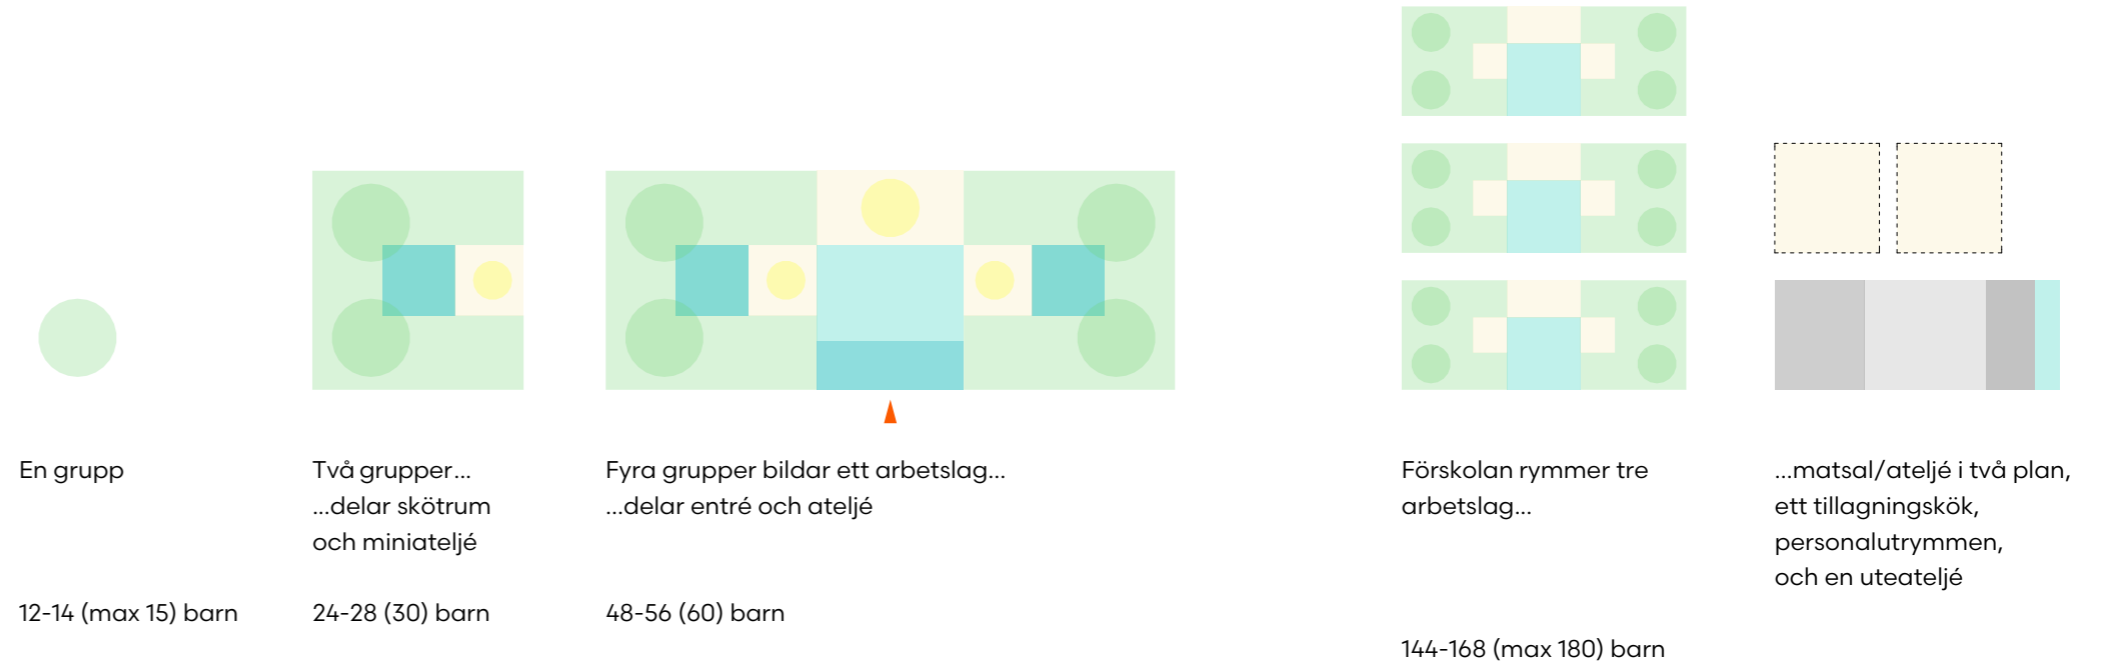 En grupp
12-14 (max 15) barn
Två grupper...
...delar skötrum
och miniateljé
24-28 (30) barn
Fyra grupper bildar ett arbetslag...
...delar entré och ateljé
48-56 (60) barn
Förskolan rymmer tre
arbetslag...
144-168 (max 180) barn
...matsal/ateljé i två plan,
ett tillagningskök,
personalutrymmen,
och en uteateljé